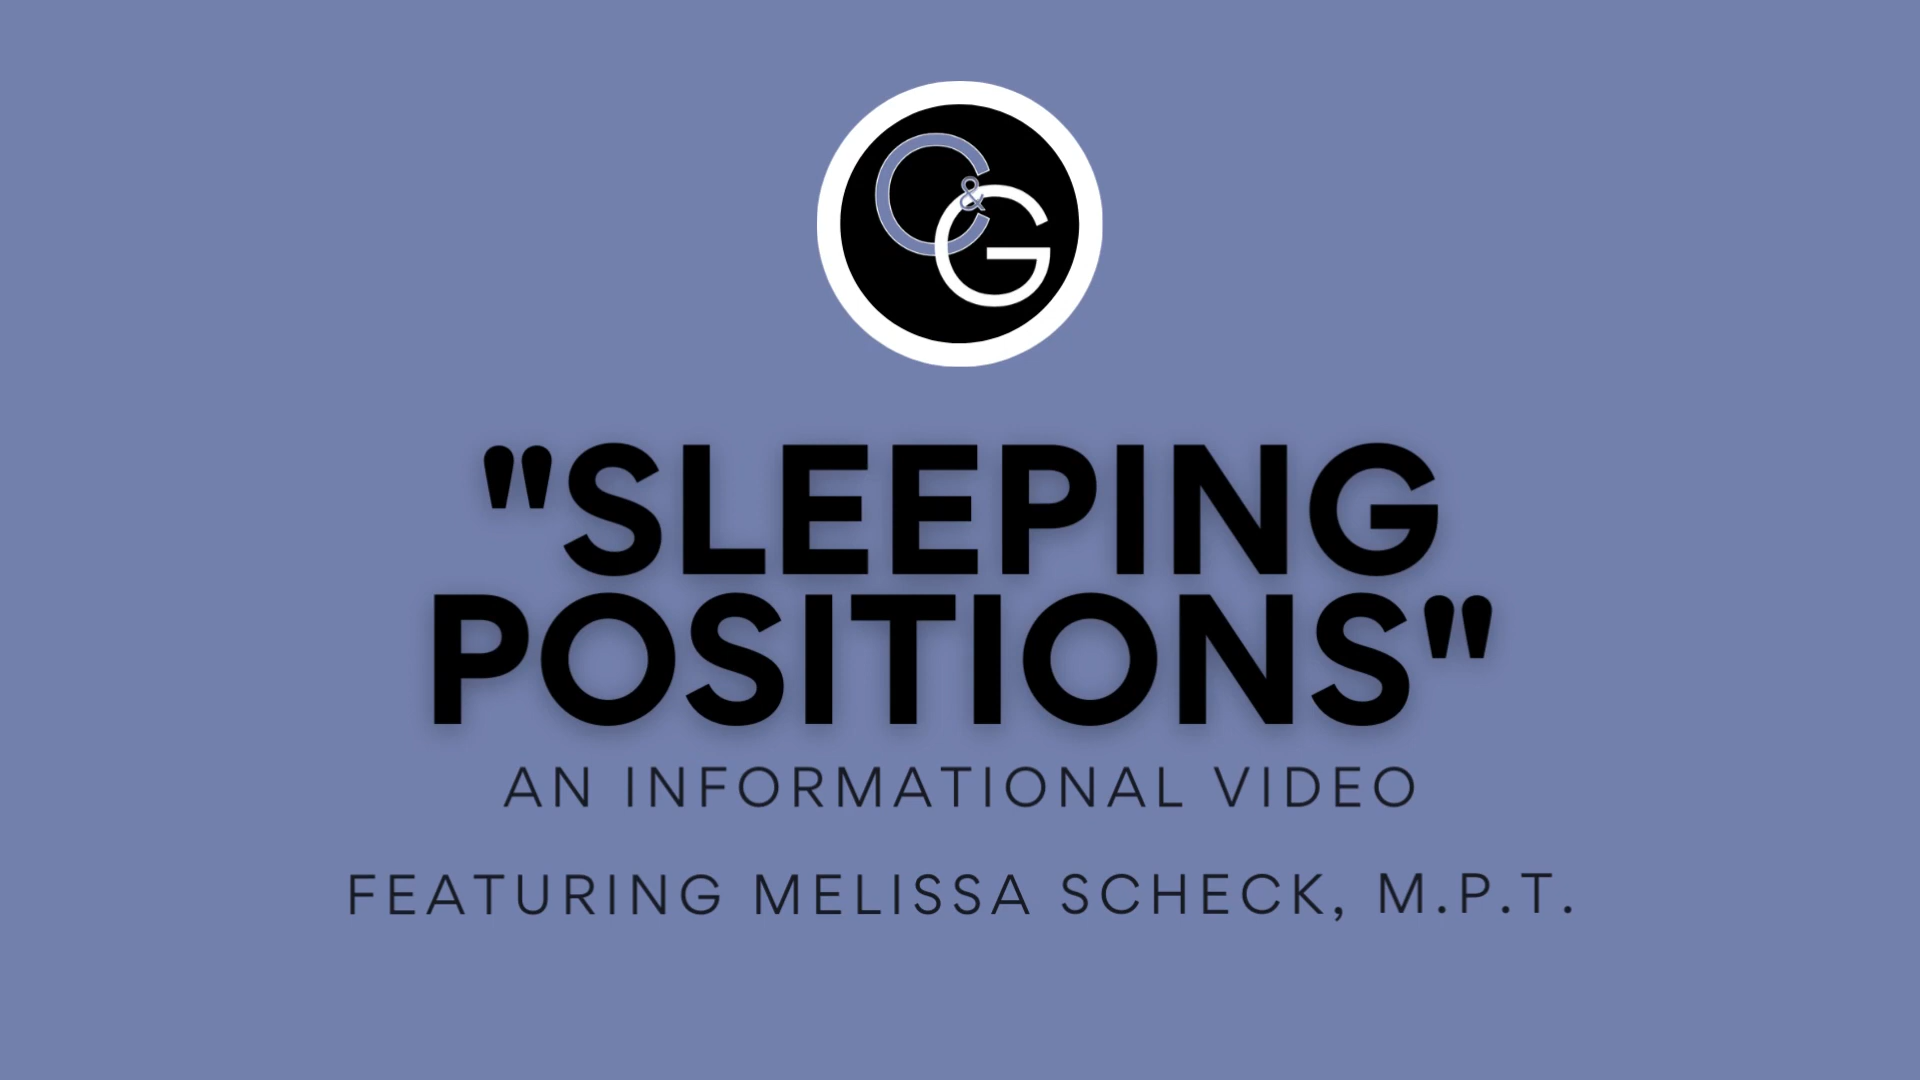 C&G
"SLEEPING
POSITIONS"
AN INFORMATIONAL VIDEO
FEATURING MELISSA SCHECK, M.P.T.